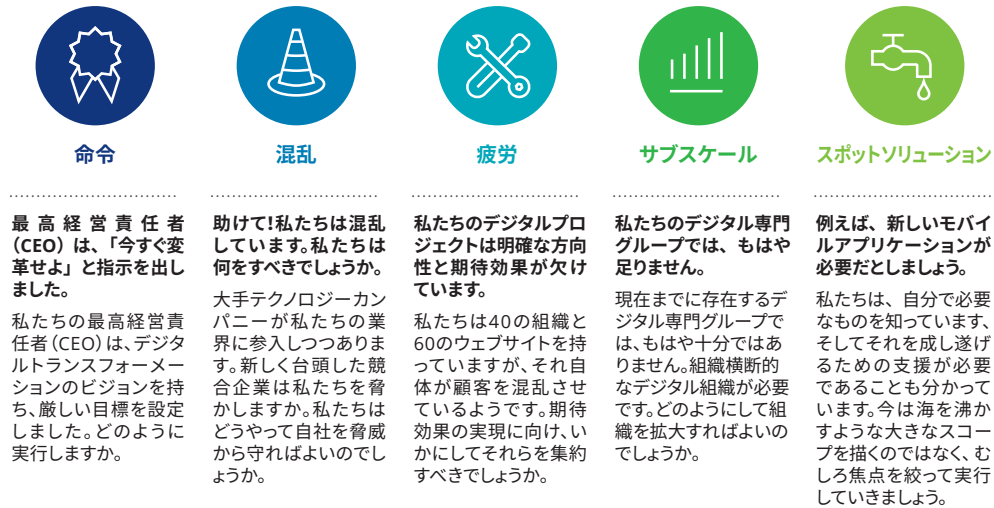 命令
最高経営責任者
（CEO）は、「今すぐ変
革せよ」と指示を出し
ました。
私たちの最高経営責
任者（CEO）は、デジタ
ルトランスフォーメー
ションのビジョンを持
ち、厳しい目標を設定
しました。どのように
実行しますか。
混乱
助けて!私たちは混乱
しています。私たちは
何をすべきでしょうか。
大手テクノロジーカン
パニーが私たちの業
界に参入しつつありま
す。新しく台頭した競
合企業は私たちを脅
かしますか。私たちは
どうやって自社を脅威
から守ればよいのでし
ょうか。
疲労
私たちのデジタルプロ
ジェクトは明確な方向
性と期待効果が欠け
ています。
私たちは40の組織と
60のウェブサイトを持
っていますが、それ自
体が顧客を混乱させ
ているようです。期待
効果の実現に向け、い
かにしてそれらを集約
すべきでしょうか。
サブスケール
私たちのデジタル専門
グループでは、もはや
足りません。
現在までに存在するデ
ジタル専門グループで
は、もはや十分ではあ
りません。組織横断的
なデジタル組織が必要
です。どのようにして組
織を拡大すればよいの
でしょうか。
スポットソリューション
例えば、新しいモバイ
ルアプリケーションが
必要だとしましょう。
私たちは、自分で必要
なものを知っています、
そしてそれを成し遂げ
るための支援が必要
であることも分かって
います。今は海を沸か
すような大きなスコー
プを描くのではなく、む
しろ焦点を絞って実行
していきましょう。